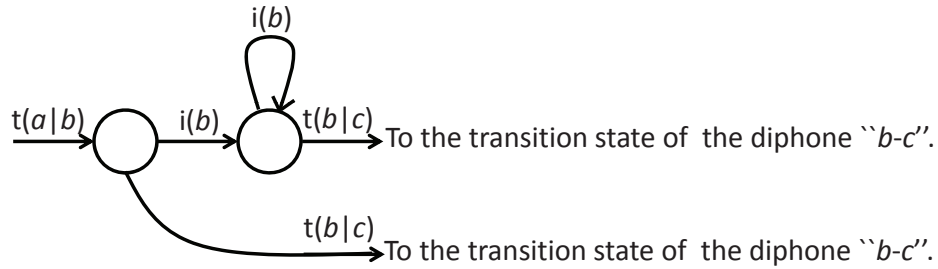 i(b)
t(a|b) i(b) t(b|c) To the transition state of the diphone ``b-c''.
t(b|c)
To the transition state of the diphone ``b-c''.